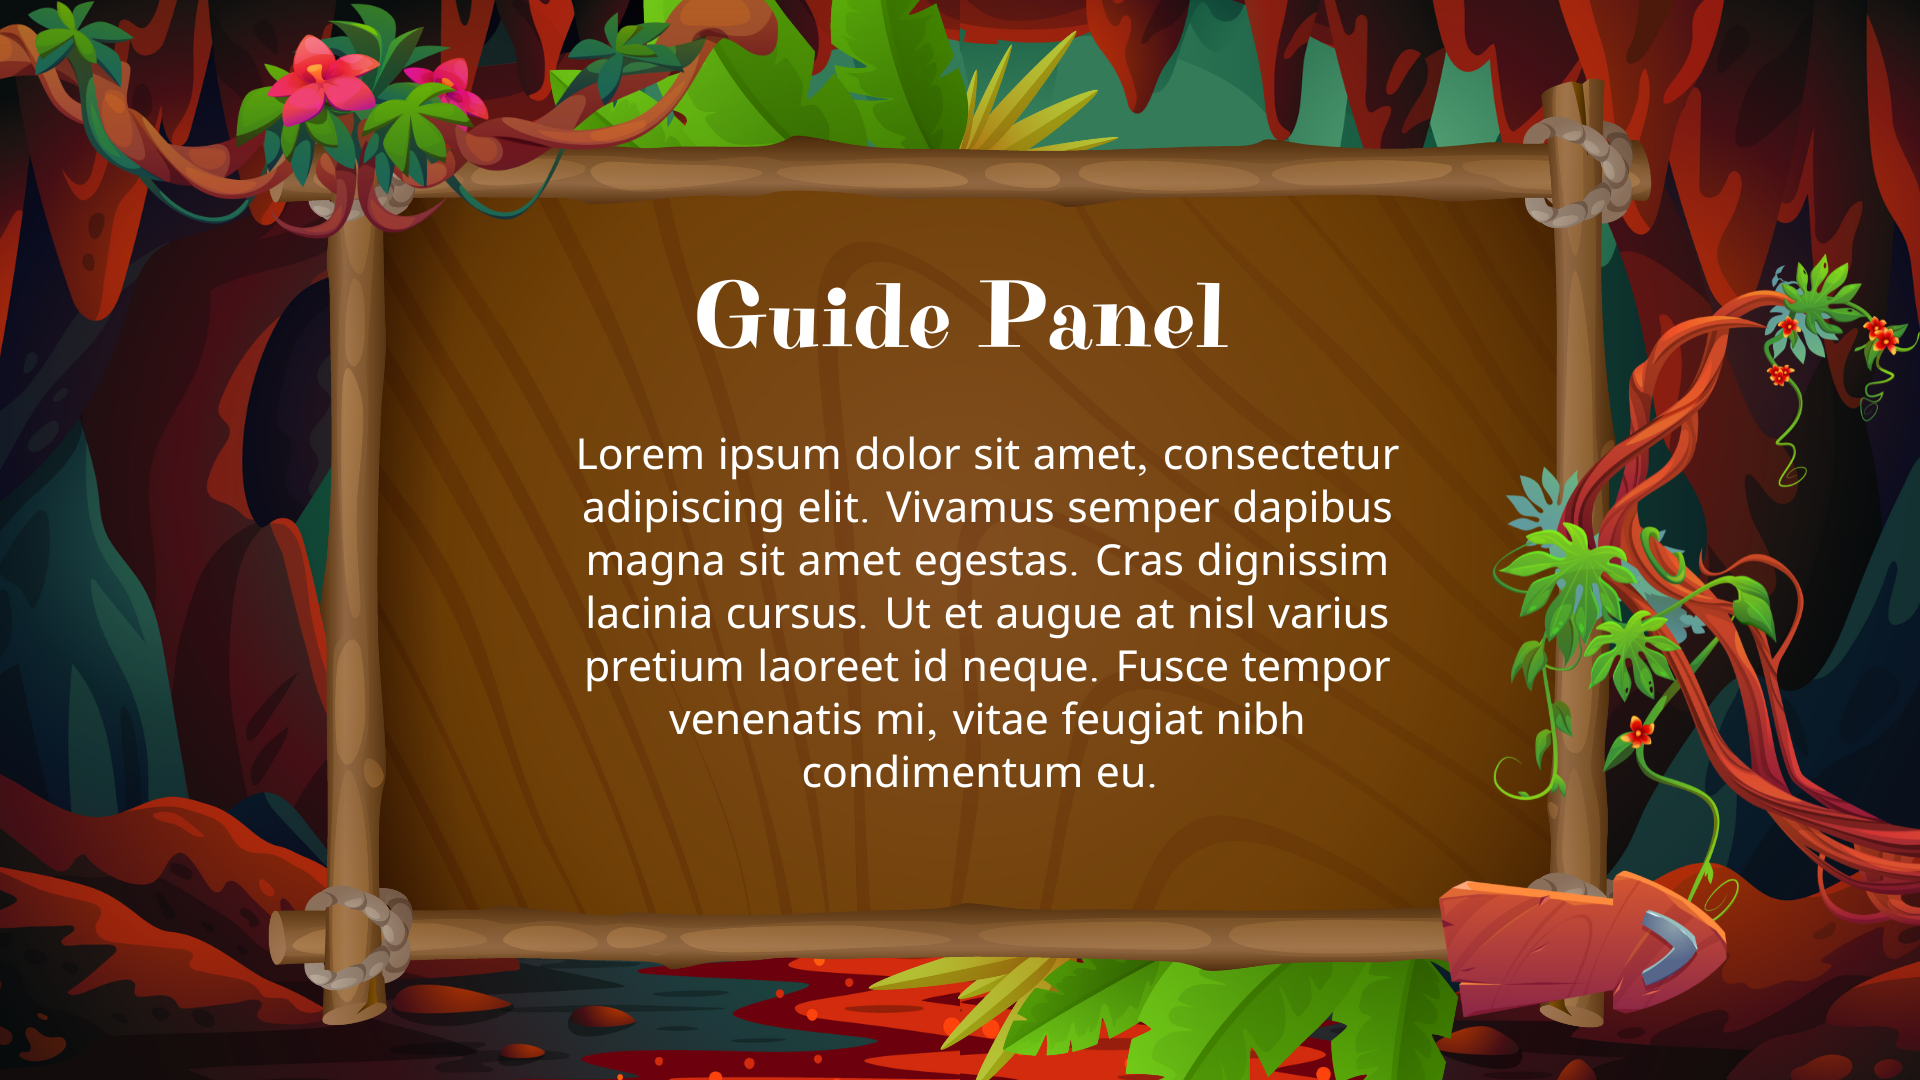 Guide Panel
Lorem ipsum dolor sit amet, consectetur
adipiscing elit. Vivamus semper dapibus
magna sit amet egestas. Cras dignissim
lacinia cursus. Ut et augue at nisl varius
pretium laoreet id neque. Fusce tempor
venenatis mi, vitae feugiat nibh
condimentum eu.